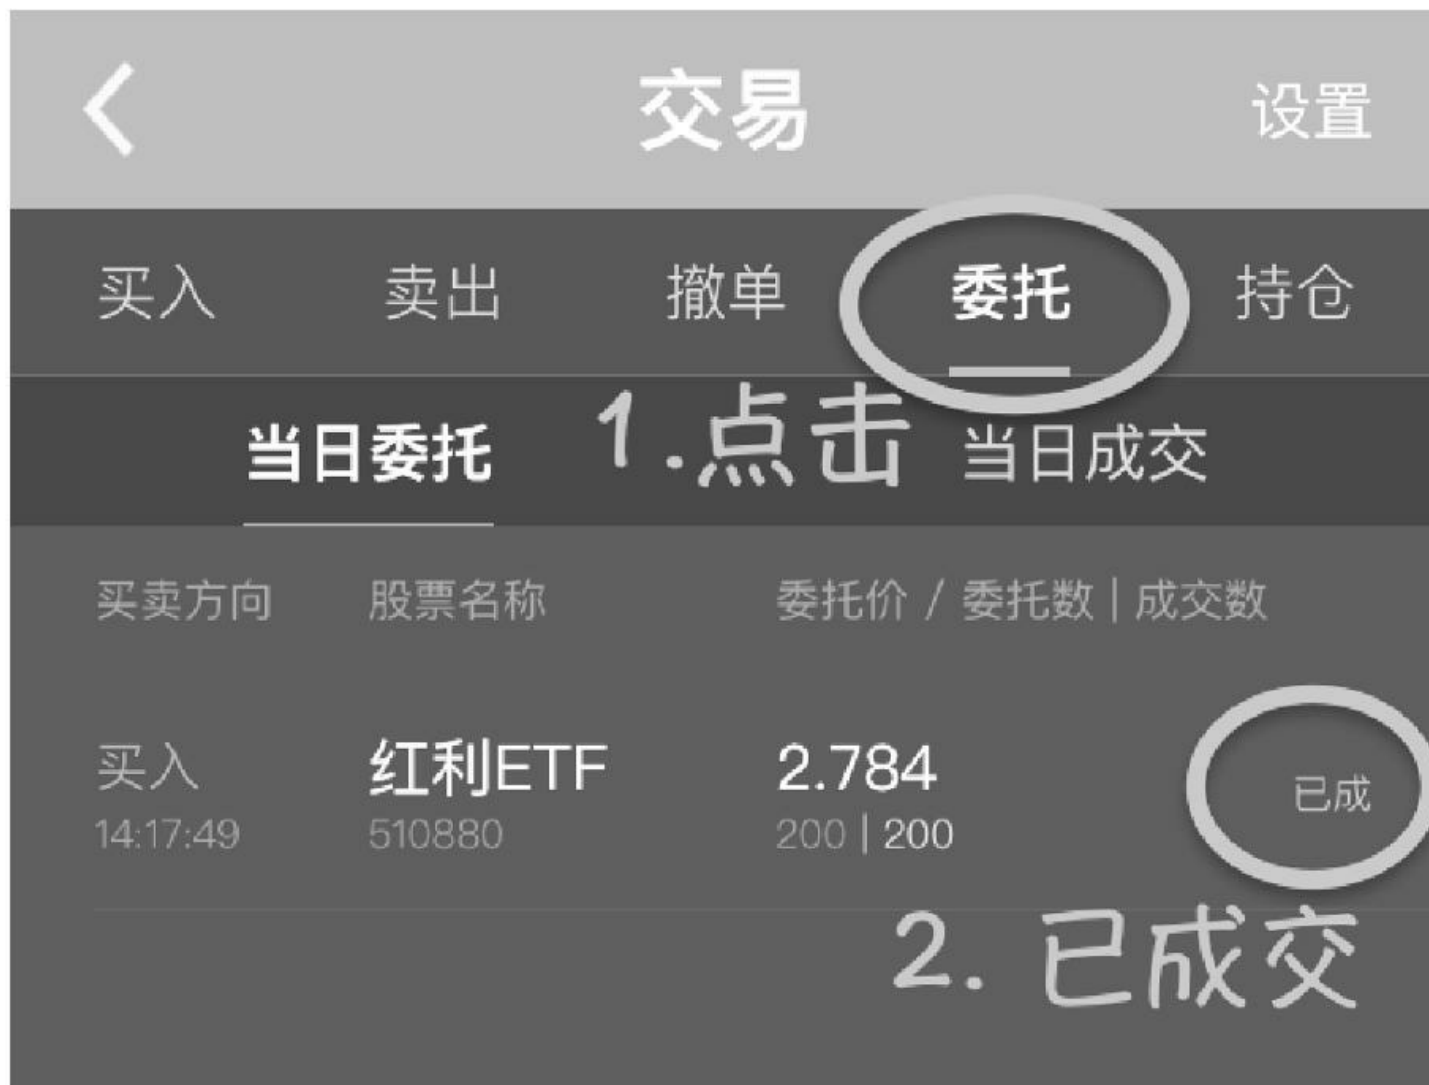 交易 设置
买入 卖出 撤单 委托 持仓
当日委托 1.点击 当日成交
买卖方向 股票名称 委托价 / 委托数 | 成交数
买入 红利ETF 2.784 已成
14:17:49 510880 200 | 200
2. 已成交